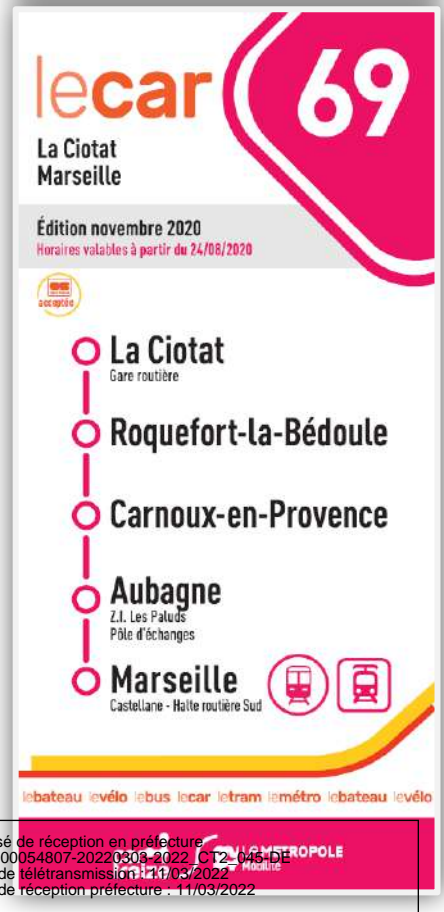 lecar
69
La Ciotat
Marseille
Édition novembre 2020
Horaires valables à partir du 24/08/2020
acceptée
La Ciotat
Gare routière
Roquefort-la-Bédoule
Carnoux-en-Provence
Aubagne
Z.I. Les Paluds
Pôle d'échanges
Marseille
Castellane - Halte routière Sud
lebateau levélo lebus lecar letram lemétro lebateau levélo
sé de réception en préfecture
00054807-20220303-2022_CT2_045-DE
de télétransmission : 11/03/2022
de réception préfecture : 11/03/2022
LA METROPOLE
Mobilité